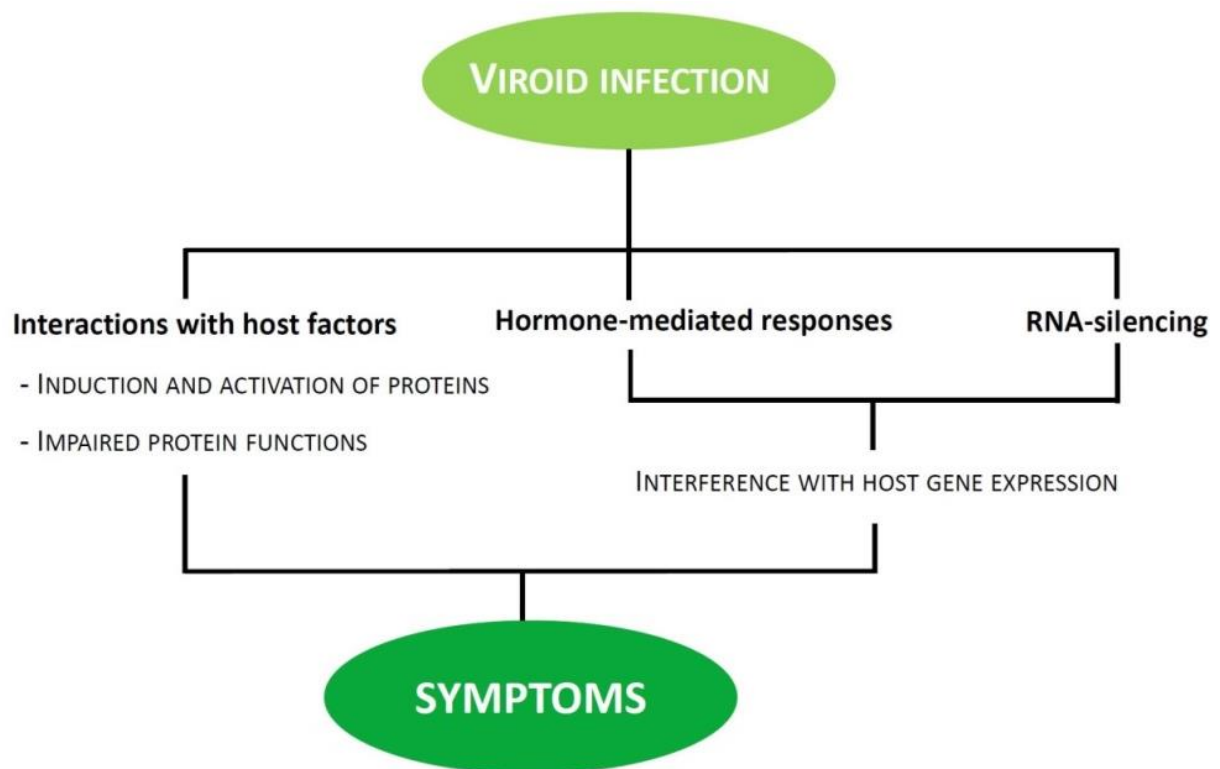 VIROID INFECTION
Interactions with host factors
Hormone-mediated responses
RNA-silencing
- INDUCTION AND ACTIVATION OF PROTEINS
- IMPAIRED PROTEIN FUNCTIONS
INTERFERENCE WITH HOST GENE EXPRESSION
SYMPTOMS